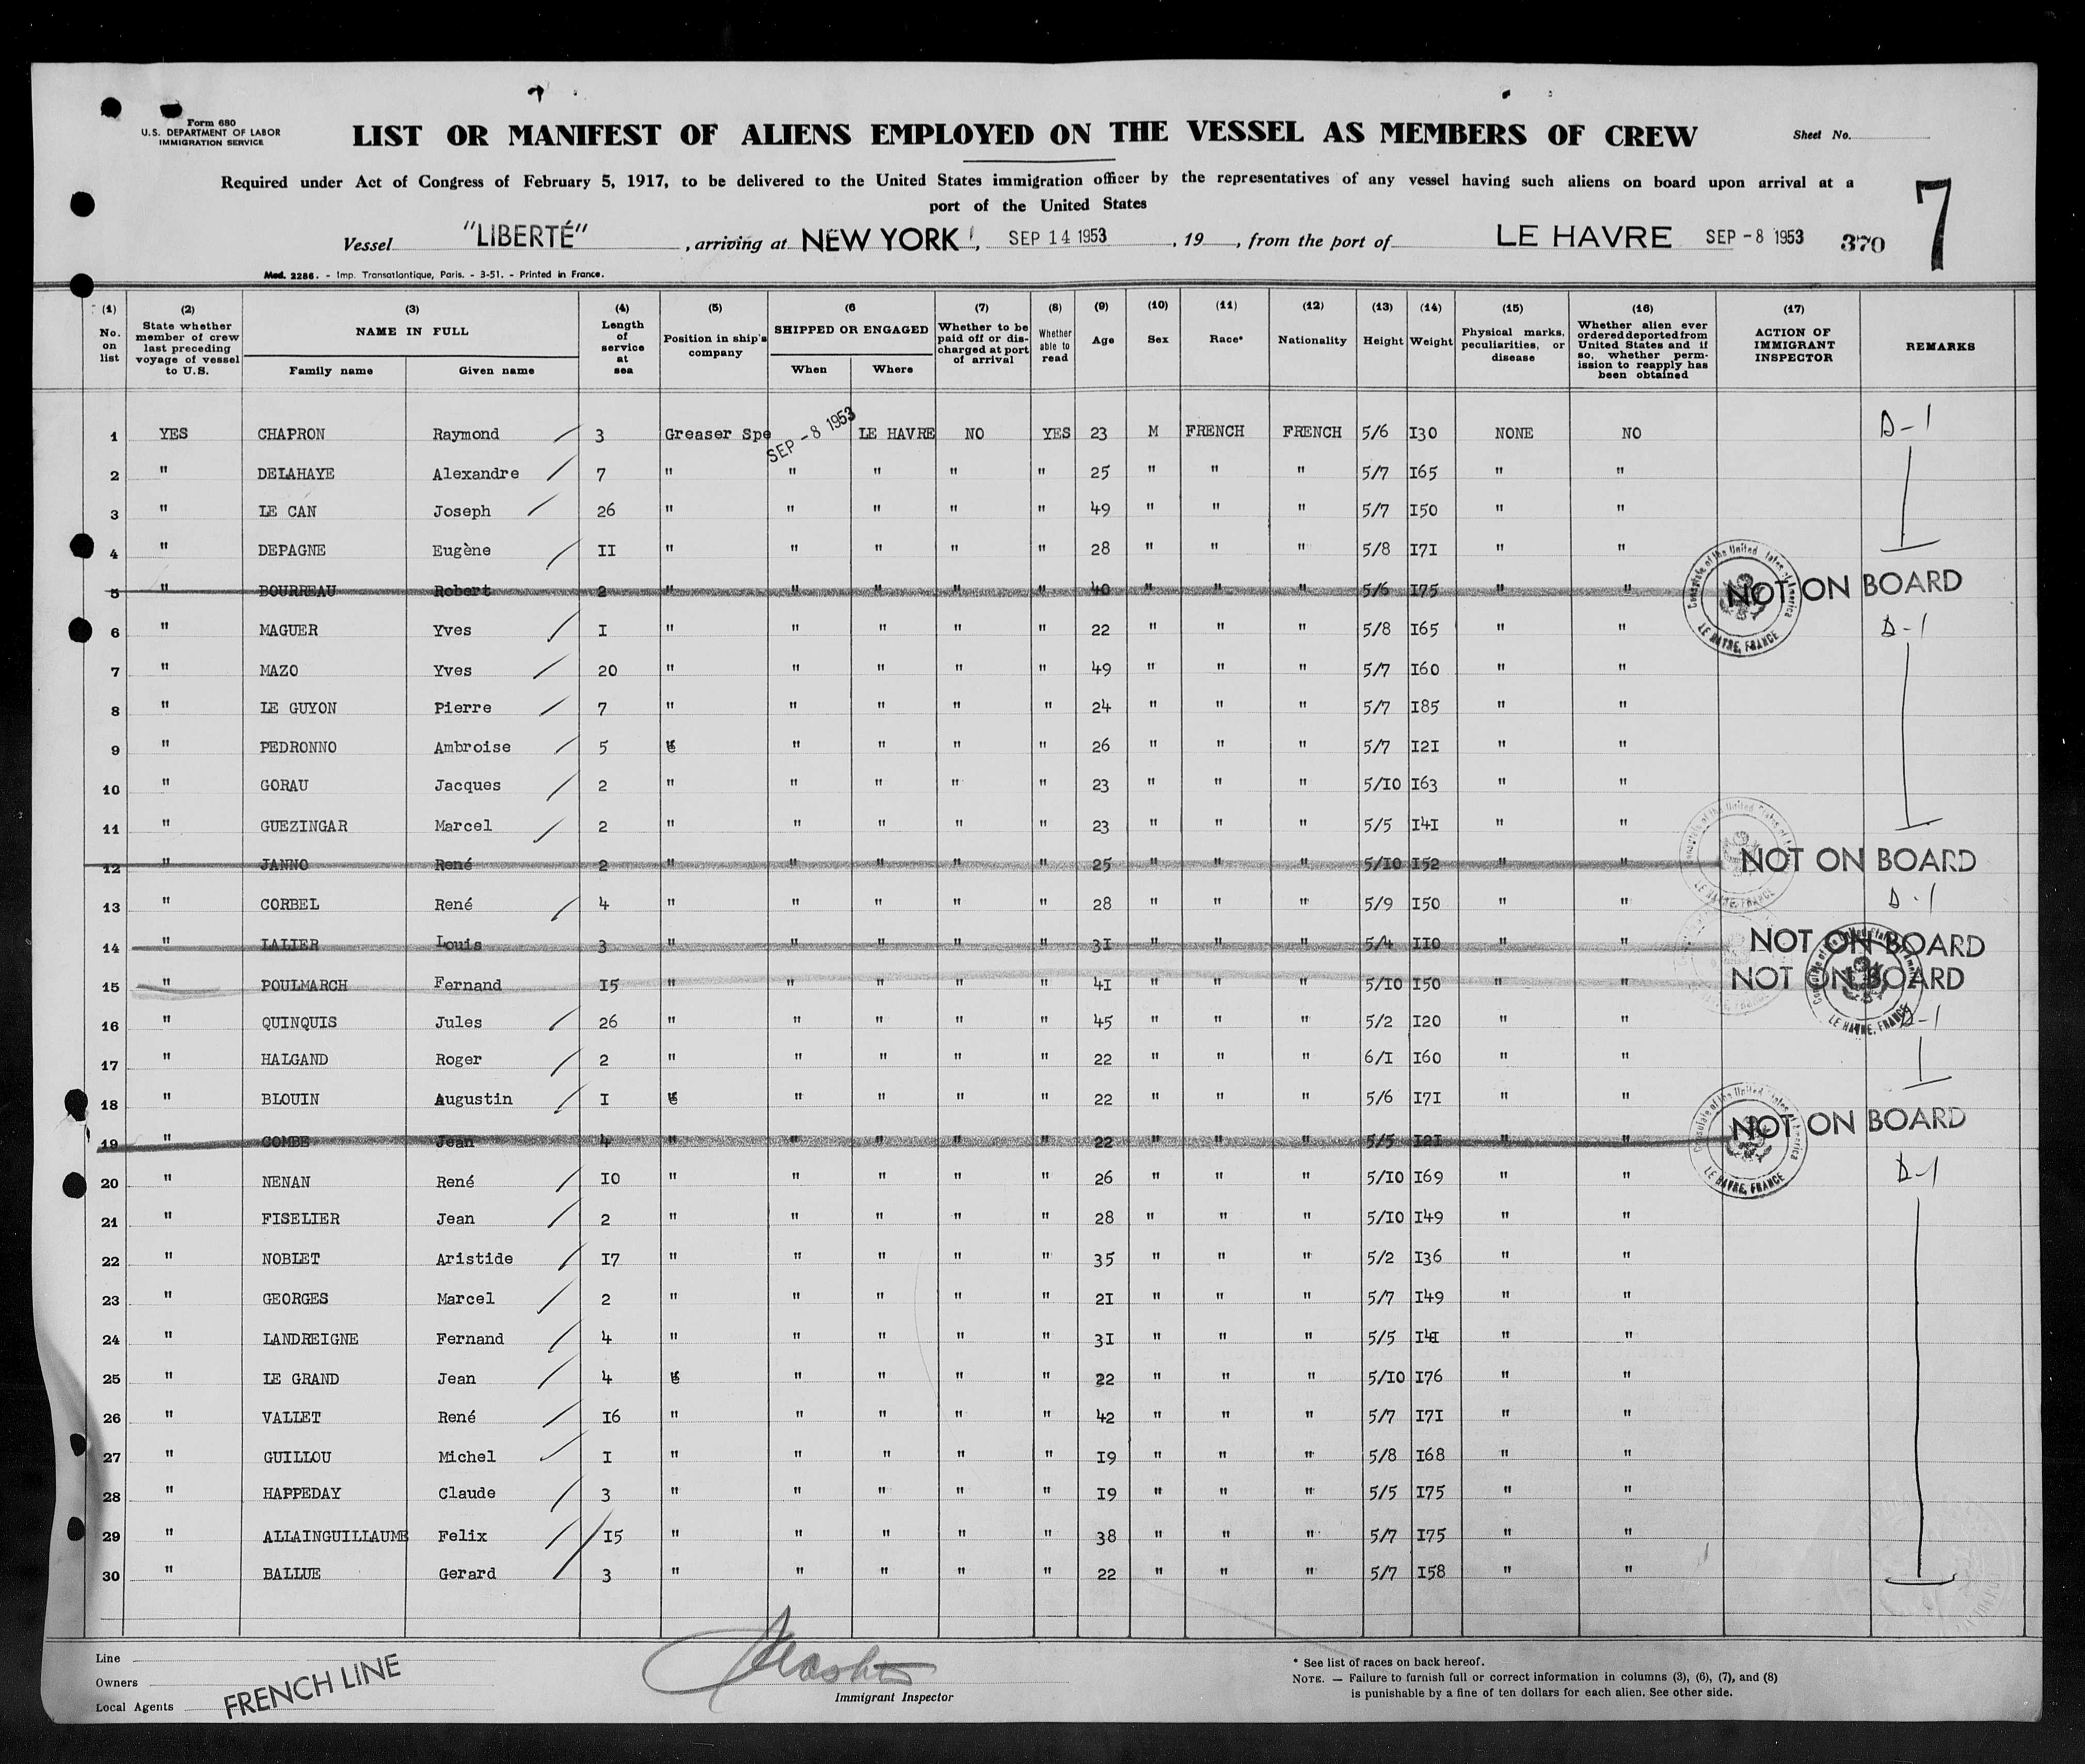 Form 680
U.S. DEPARTMENT OF LABOR
IMMIGRATION SERVICE
LIST OR MANIFEST OF ALIENS EMPLOYED ON THE VESSEL AS MEMBERS OF CREW
Sheet No.
Required under Act of Congress of February 5, 1917, to be delivered to the United States immigration officer by the representatives of any vessel having such aliens on board upon arrival at a
port of the United States
7
Vessel "LIBERTÉ", arriving at NEW YORK, SEP 14 1953, 19, from the port of LE HAVRE SEP -8 1953 370
Mod. 2286. - Imp. Transatlantique, Paris. - 3-51. - Printed in France.
(1) (2) (3) (4) (5) (6 (7) (8) (9) (10) (11) (12) (13) (14) (15) (16) (17)
No. on list State whether member of crew last preceding voyage of vessel to U.S. NAME IN FULL Length of service at sea Position in ship's company SHIPPED OR ENGAGED Whether to be paid off or discharged at port of arrival Whether able to read Age Sex Race* Nationality Height Weight Physical marks, peculiarities, or disease Whether alien ever ordered deported from United States and if so, whether permission to reapply has been obtained ACTION OF IMMIGRANT INSPECTOR REMARKS
Family name Given name When Where
1 YES CHAPRON Raymond 3 Greaser Spe SEP -8 1953 LE HAVRE NO YES 23 M FRENCH FRENCH 5/6 I30 NONE NO D-1
2 " DELAHAYE Alexandre 7 " " " " " 25 " " " 5/7 I65 " "
3 " LE CAN Joseph 26 " " " " " 49 " " " 5/7 I50 " "
4 " DEPAGNE Eugène II " " " " " 28 " " " 5/8 I7I " "
5 " BOURREAU Robert 2 " " " " " 40 " " " 5/6 I75 " " NOT ON BOARD
6 " MAGUER Yves I " " " " " 22 " " " 5/8 I65 " " D-1
7 " MAZO Yves 20 " " " " " 49 " " " 5/7 I60 " "
8 " LE GUYON Pierre 7 " " " " " 24 " " " 5/7 I85 " "
9 " PEDRONNO Ambroise 5 " " " " 26 " " " 5/7 I2I " "
10 " GORAU Jacques 2 " " " " " 23 " " " 5/IO I63 " "
11 " GUEZINGAR Marcel 2 " " " " " 23 " " " 5/5 I4I " "
12 " JANNO René 2 " " " " " 25 " " " 5/IO I52 " " NOT ON BOARD
13 " CORBEL René 4 " " " " " 28 " " " 5/9 I50 " " D-1
14 " LALIER Louis 3 " " " " " 3I " " " 5/4 IIO " " NOT ON BOARD
15 " POULMARCH Fernand I5 " " " " " 4I " " " 5/IO I50 " " NOT ON BOARD
16 " QUINQUIS Jules 26 " " " " " 45 " " " 5/2 I20 " " D-1
17 " HALGAND Roger 2 " " " " " 22 " " " 6/I I60 " "
18 " BLOUIN Augustin I " " " " 22 " " " 5/6 I7I " "
19 " COMBE Jean 4 " " " " " 22 " " " 5/5 I2I " " NOT ON BOARD
20 " NENAN René IO " " " " " 26 " " " 5/IO I69 " " D-1
21 " FISELIER Jean 2 " " " " " 28 " " " 5/IO I49 " "
22 " NOBLET Aristide I7 " " " " " 35 " " " 5/2 I36 " "
23 " GEORGES Marcel 2 " " " " " 2I " " " 5/7 I49 " "
24 " LANDREIGNE Fernand 4 " " " " " 3I " " " 5/5 I4I " "
25 " LE GRAND Jean 4 " " " " 22 " " " 5/IO I76 " "
26 " VALLET René I6 " " " " " 42 " " " 5/7 I7I " "
27 " GUILLOU Michel I " " " " " I9 " " " 5/8 I68 " "
28 " HAPPEDAY Claude 3 " " " " " I9 " " " 5/5 I75 " "
29 " ALLAINGUILLAUME Felix I5 " " " " " 38 " " " 5/7 I75 " "
30 " BALLUE Gerard 3 " " " " " 22 " " " 5/7 I58 " "
Consulate of the United States of America
LE HAVRE, FRANCE
Line
Owners
Local Agents
FRENCH LINE
Immigrant Inspector
* See list of races on back hereof.
NOTE. — Failure to furnish full or correct information in columns (3), (6), (7), and (8)
is punishable by a fine of ten dollars for each alien. See other side.